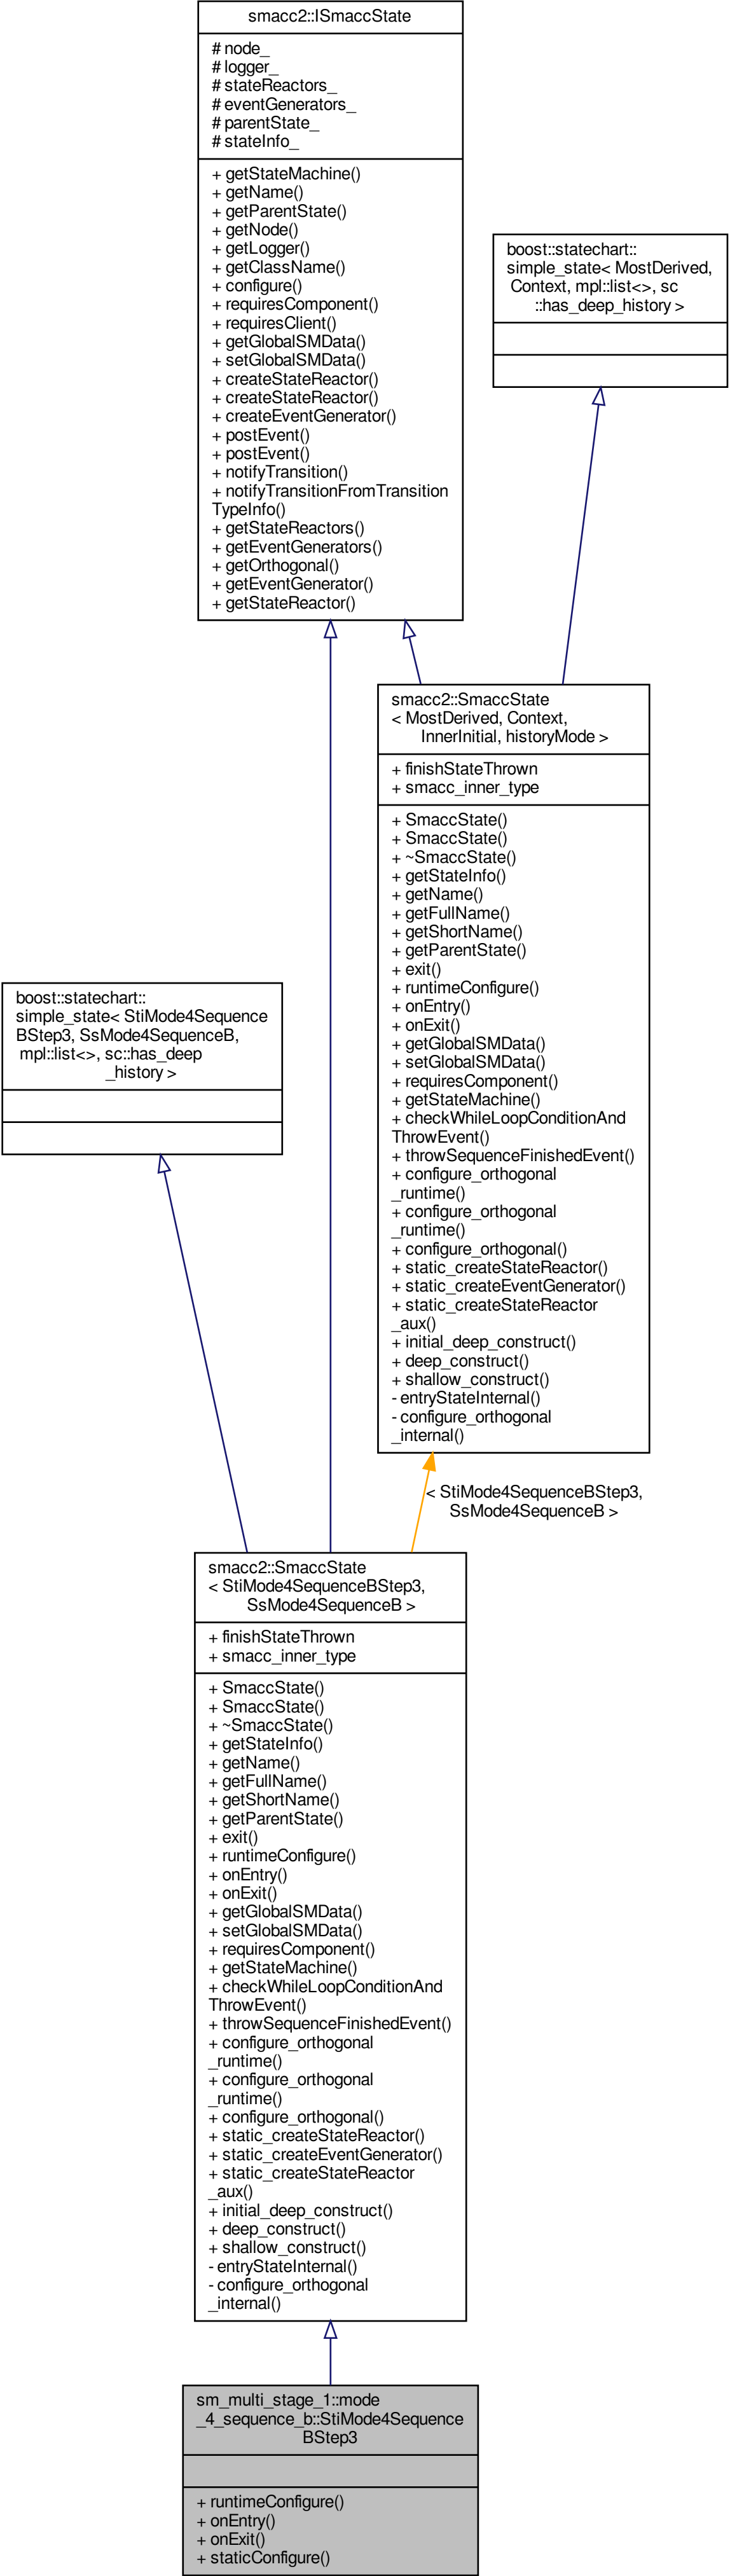 smacc2::ISmaccState
# node_
# logger_
# stateReactors_
# eventGenerators_
# parentState_
# stateInfo_
+ getStateMachine()
+ getName()
+ getParentState()
+ getNode()
+ getLogger()
+ getClassName()
+ configure()
+ requiresComponent()
+ requiresClient()
+ getGlobalSMData()
+ setGlobalSMData()
+ createStateReactor()
+ createStateReactor()
+ createEventGenerator()
+ postEvent()
+ postEvent()
+ notifyTransition()
+ notifyTransitionFromTransition
TypeInfo()
+ getStateReactors()
+ getEventGenerators()
+ getOrthogonal()
+ getEventGenerator()
+ getStateReactor()
boost::statechart::
simple_state< MostDerived,
Context, mpl::list<>, sc
::has_deep_history >
smacc2::SmaccState
< MostDerived, Context,
InnerInitial, historyMode >
+ finishStateThrown
+ smacc_inner_type
+ SmaccState()
+ SmaccState()
+ ~SmaccState()
+ getStateInfo()
+ getName()
+ getFullName()
+ getShortName()
+ getParentState()
+ exit()
+ runtimeConfigure()
+ onEntry()
+ onExit()
+ getGlobalSMData()
+ setGlobalSMData()
+ requiresComponent()
+ getStateMachine()
+ checkWhileLoopConditionAnd
ThrowEvent()
+ throwSequenceFinishedEvent()
+ configure_orthogonal
_runtime()
+ configure_orthogonal
_runtime()
+ configure_orthogonal()
+ static_createStateReactor()
+ static_createEventGenerator()
+ static_createStateReactor
_aux()
+ initial_deep_construct()
+ deep_construct()
+ shallow_construct()
- entryStateInternal()
- configure_orthogonal
_internal()
boost::statechart::
simple_state< StiMode4Sequence
BStep3, SsMode4SequenceB,
mpl::list<>, sc::has_deep
_history >
< StiMode4SequenceBStep3,
SsMode4SequenceB >
smacc2::SmaccState
< StiMode4SequenceBStep3,
SsMode4SequenceB >
+ finishStateThrown
+ smacc_inner_type
+ SmaccState()
+ SmaccState()
+ ~SmaccState()
+ getStateInfo()
+ getName()
+ getFullName()
+ getShortName()
+ getParentState()
+ exit()
+ runtimeConfigure()
+ onEntry()
+ onExit()
+ getGlobalSMData()
+ setGlobalSMData()
+ requiresComponent()
+ getStateMachine()
+ checkWhileLoopConditionAnd
ThrowEvent()
+ throwSequenceFinishedEvent()
+ configure_orthogonal
_runtime()
+ configure_orthogonal
_runtime()
+ configure_orthogonal()
+ static_createStateReactor()
+ static_createEventGenerator()
+ static_createStateReactor
_aux()
+ initial_deep_construct()
+ deep_construct()
+ shallow_construct()
- entryStateInternal()
- configure_orthogonal
_internal()
sm_multi_stage_1::mode
_4_sequence_b::StiMode4Sequence
BStep3
+ runtimeConfigure()
+ onEntry()
+ onExit()
+ staticConfigure()